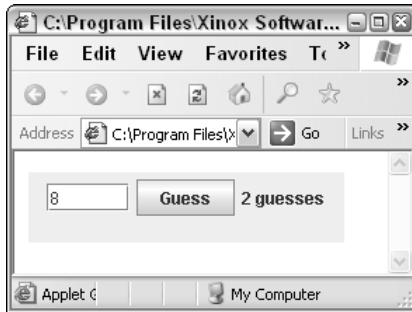 C:\Program Files\Xinox Softwar...
File Edit View Favorites »
»
Address C:\Program Files\X Go Links »
8 Guess 2 guesses
Applet My Computer